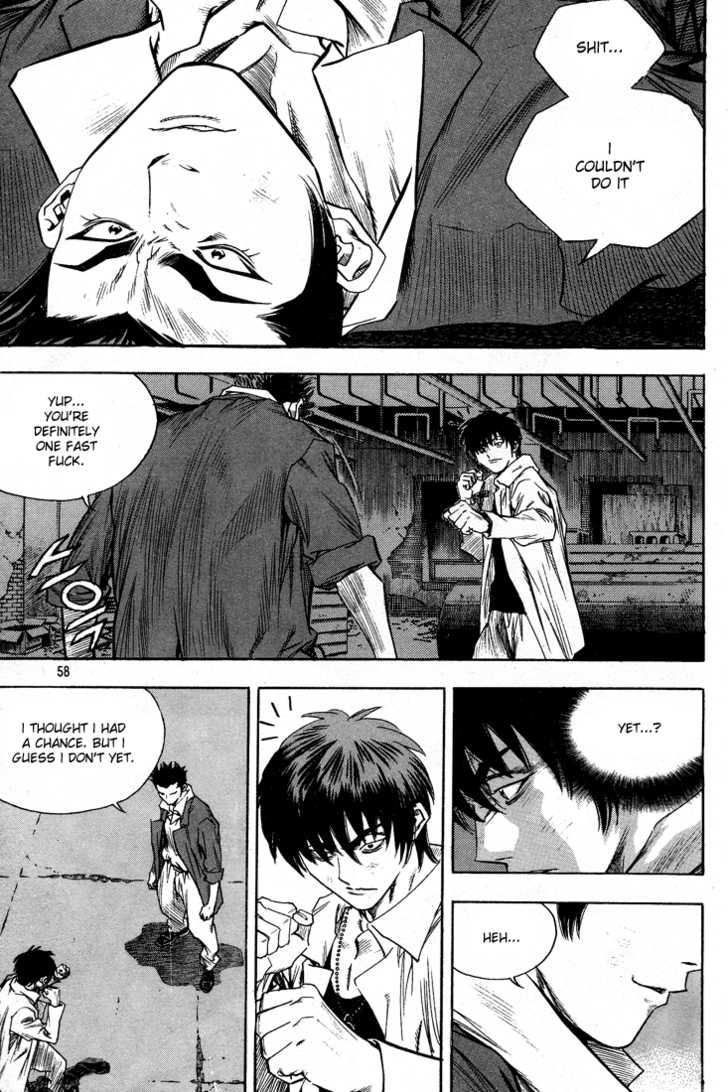 SHIT...
I
COULDN'T
DO IT
YUP...
YOU'RE
DEFINITELY
ONE FAST
FUCK.
58
I THOUGHT I HAD
A CHANCE. BUT I
GUESS I DON'T YET.
YET...?
HEH...